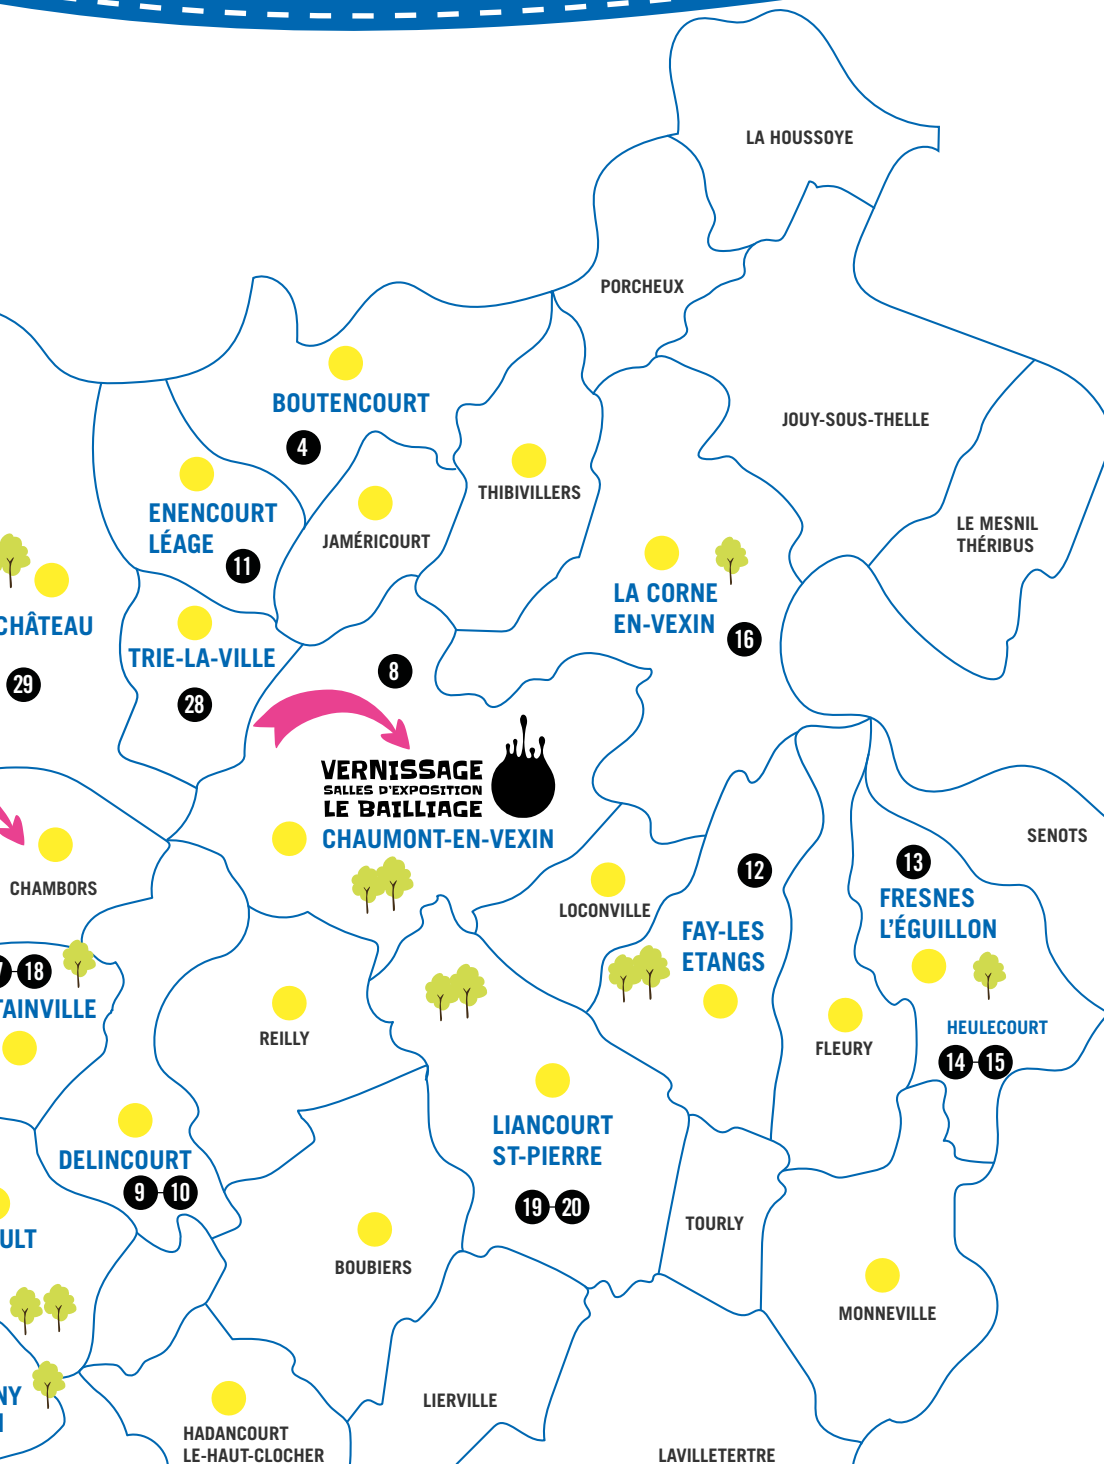 LA HOUSSOYE
PORCHEUX
BOUTENCOURT
4
JOUY-SOUS-THELLE
THIBIVILLERS
ENENCOURT
LÉAGE
11
JAMÉRICOURT
LE MESNIL
THÉRIBUS
LA CORNE
EN-VEXIN
16
CHÂTEAU
29
TRIE-LA-VILLE
28
8
VERNISSAGE
SALLES D'EXPOSITION
LE BAILLIAGE
CHAUMONT-EN-VEXIN
SENOTS
CHAMBORS
12
13
FRESNES
L'ÉGUILLON
LOCONVILLE
FAY-LES
ETANGS
18
TAINVILLE
REILLY
FLEURY
HEULECOURT
14 15
LIANCOURT
ST-PIERRE
19 20
DELINCOURT
9 10
ULT
TOURLY
BOUBIERS
MONNEVILLE
NY
LIERVILLE
HADANCOURT
LE-HAUT-CLOCHER
LAVILLETERTRE